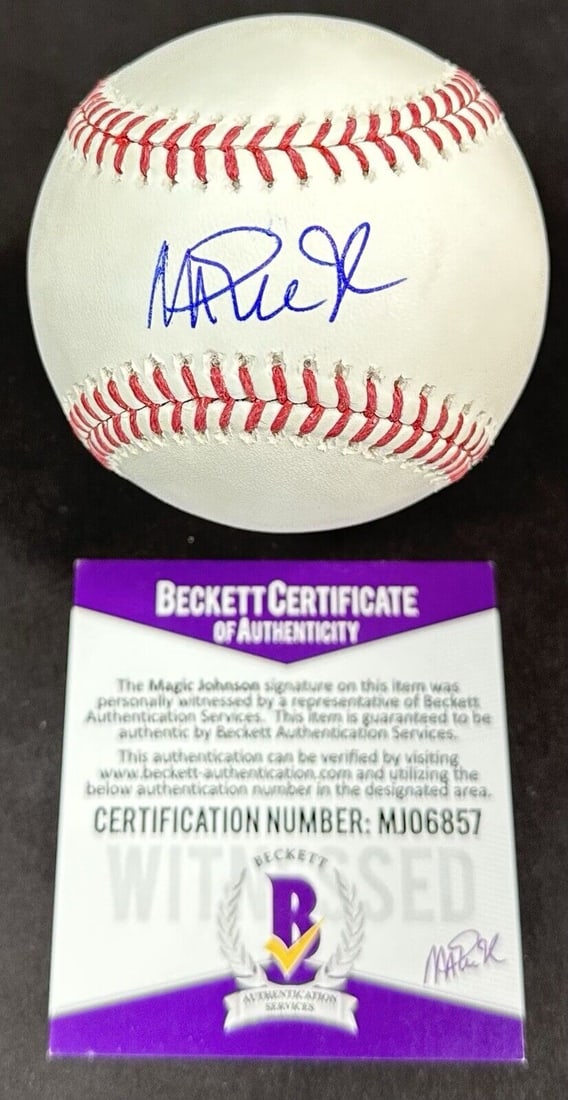 BECKETT CERTIFICATE
OF AUTHENTICITY
The Magic Johnson signature on this item was
personally witnessed by a representative of Beckett
Authentication Services. This item is guaranteed to be
authentic by Beckett Authentication Services.
This authentication can be verified by visiting
www.beckett-authentication.com and utilizing the
below authentication number in the designated area.
CERTIFICATION NUMBER: MJ06857
WITNESSED
BECKETT
B
AUTHENTICATION
SERVICES